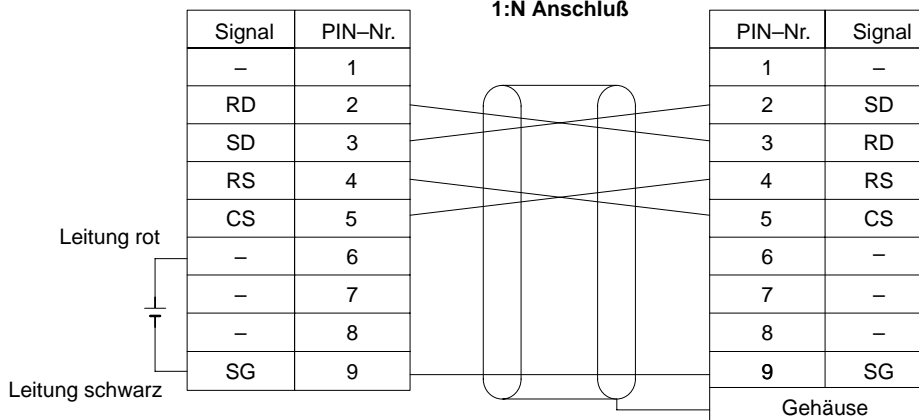 1:N Anschluß
Signal PIN–Nr. PIN–Nr. Signal
– 1 1 –
RD 2 2 SD
SD 3 3 RD
RS 4 4 RS
CS 5 5 CS
Leitung rot
– 6 6 –
– 7 7 –
– 8 8 –
SG 9 9 SG
Leitung schwarz
Gehäuse